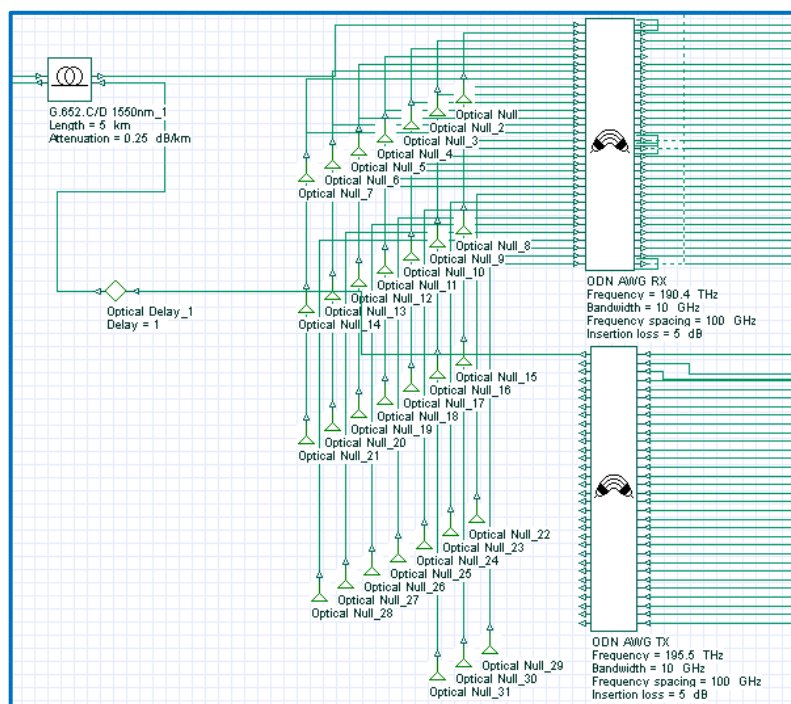 G.652.C/D 1550nm_1
Length = 5 km
Attenuation = 0.25 dB/km
Optical Null
Optical Null_2
Optical Null_3
Optical Null_4
Optical Null_5
Optical Null_6
Optical Null_7
Optical Null_8
Optical Null_9
Optical Null_10
Optical Null_11
Optical Null_12
Optical Null_13
Optical Null_14
ODN AWG RX
Frequency = 190.4 THz
Bandwidth = 10 GHz
Frequency spacing = 100 GHz
Insertion loss = 5 dB
Optical Delay_1
Delay = 1
Optical Null_15
Optical Null_16
Optical Null_17
Optical Null_18
Optical Null_19
Optical Null_20
Optical Null_21
Optical Null_22
Optical Null_23
Optical Null_24
Optical Null_25
Optical Null_26
Optical Null_27
Optical Null_28
Optical Null_29
Optical Null_30
Optical Null_31
ODN AWG TX
Frequency = 195.5 THz
Bandwidth = 10 GHz
Frequency spacing = 100 GHz
Insertion loss = 5 dB